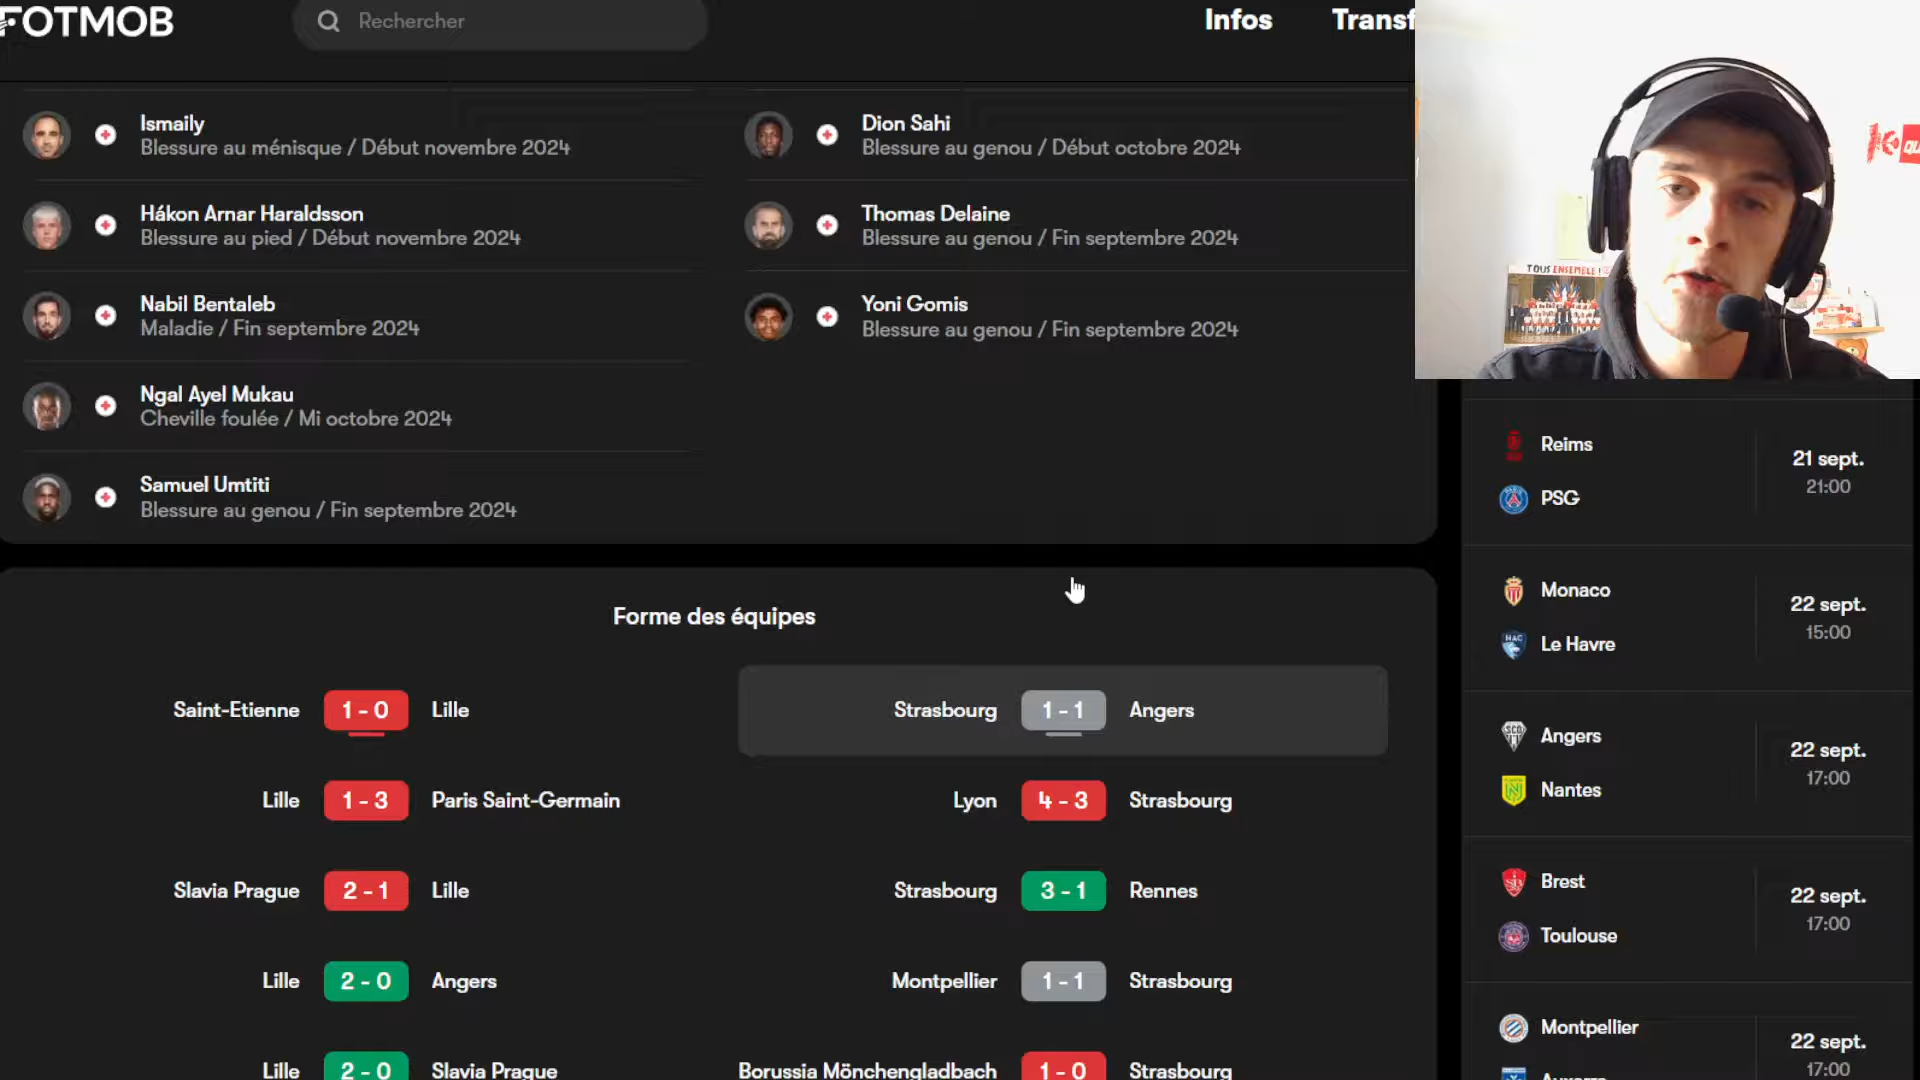 FOTMOB
Rechercher
Infos
Transf
Ismaily
Blessure au ménisque / Début novembre 2024
Hákon Arnar Haraldsson
Blessure au pied / Début novembre 2024
Nabil Bentaleb
Maladie / Fin septembre 2024
Ngal Ayel Mukau
Cheville foulée / Mi octobre 2024
Samuel Umtiti
Blessure au genou / Fin septembre 2024
Dion Sahi
Blessure au genou / Début octobre 2024
Thomas Delaine
Blessure au genou / Fin septembre 2024
Yoni Gomis
Blessure au genou / Fin septembre 2024
TOUS ENSEMBLE !
Forme des équipes
Saint-Etienne 1 - 0 Lille
Lille 1 - 3 Paris Saint-Germain
Slavia Prague 2 - 1 Lille
Lille 2 - 0 Angers
Lille 2 - 0 Slavia Prague
Strasbourg 1 - 1 Angers
Lyon 4 - 3 Strasbourg
Strasbourg 3 - 1 Rennes
Montpellier 1 - 1 Strasbourg
Borussia Mönchengladbach 1 - 0 Strasbourg
Reims
PSG
21 sept.
21:00
Monaco
Le Havre
22 sept.
15:00
Angers
Nantes
22 sept.
17:00
Brest
Toulouse
22 sept.
17:00
Montpellier
22 sept.
17:00